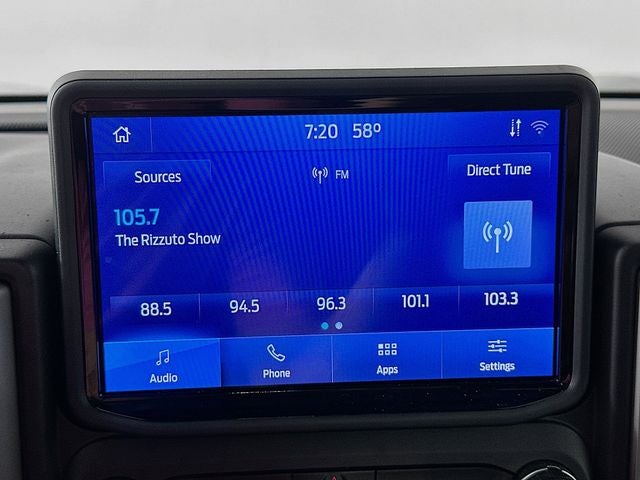 7:20 58º
Sources
FM
Direct Tune
105.7
The Rizzuto Show
88.5 94.5 96.3 101.1 103.3
Audio Phone Apps Settings